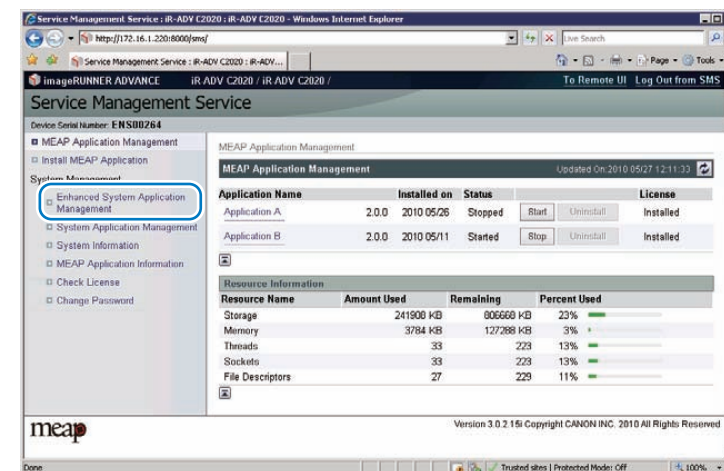 Service Management Service : iR-ADV C2020 : iR-ADV C2020 - Windows Internet Explorer
http://172.16.1.220:8000/sms/
Live Search
Service Management Service : iR-ADV C2020 : iR-ADV...
Page
Tools
imageRUNNER ADVANCE
iR-ADV C2020 / iR ADV C2020 /
To Remote UI Log Out from SMS
Service Management Service
Device Serial Number: ENS00264
MEAP Application Management
Install MEAP Application
System Management
Enhanced System Application
Management
System Application Management
System Information
MEAP Application Information
Check License
Change Password
MEAP Application Management
MEAP Application Management
Updated On:2010 05/27 12:11:33
Application Name Installed on Status License
Application A 2.0.0 2010 05/26 Stopped Start Uninstall Installed
Application B 2.0.0 2010 05/11 Started Stop Uninstall Installed
Resource Information
Resource Name Amount Used Remaining Percent Used
Storage 241908 KB 806668 KB 23%
Memory 3784 KB 127288 KB 3%
Threads 33 223 13%
Sockets 33 223 13%
File Descriptors 27 229 11%
meap
Version 3.0.2.15i Copyright CANON INC. 2010 All Rights Reserved
Done
Trusted sites | Protected Mode: Off
100%